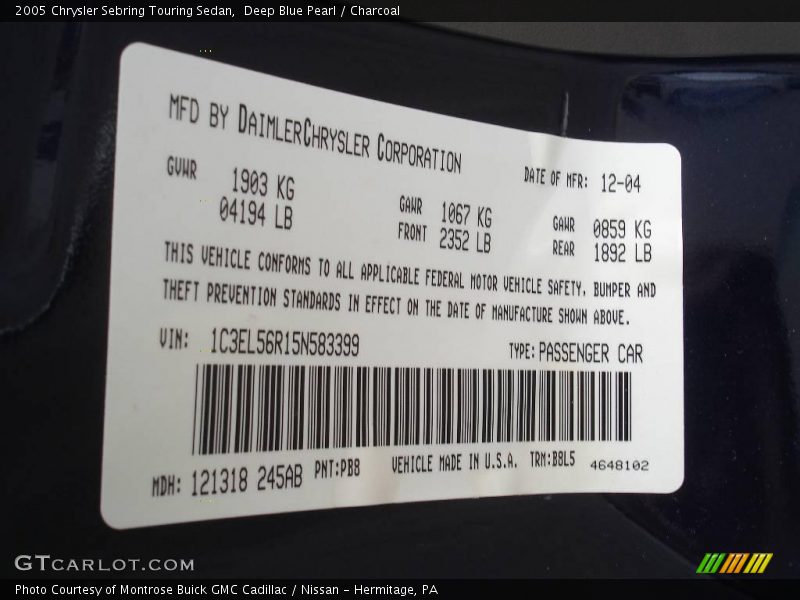 2005 Chrysler Sebring Touring Sedan,  Deep Blue Pearl / Charcoal
MFD BY DAIMLERCHRYSLER CORPORATION
DATE OF MFR: 12-04
GVWR 1903 KG
04194 LB
GAWR 1067 KG
FRONT 2352 LB
GAWR 0859 KG
REAR 1892 LB
THIS VEHICLE CONFORMS TO ALL APPLICABLE FEDERAL MOTOR VEHICLE SAFETY, BUMPER AND
THEFT PREVENTION STANDARDS IN EFFECT ON THE DATE OF MANUFACTURE SHOWN ABOVE.
VIN: 1C3EL56R15N583399 TYPE: PASSENGER CAR
MDH: 121318 245AB PNT:PB8 VEHICLE MADE IN U.S.A. TRM:B8L5 4648102
GTCARLOT.COM
Photo Courtesy of Montrose Buick GMC Cadillac / Nissan - Hermitage, PA